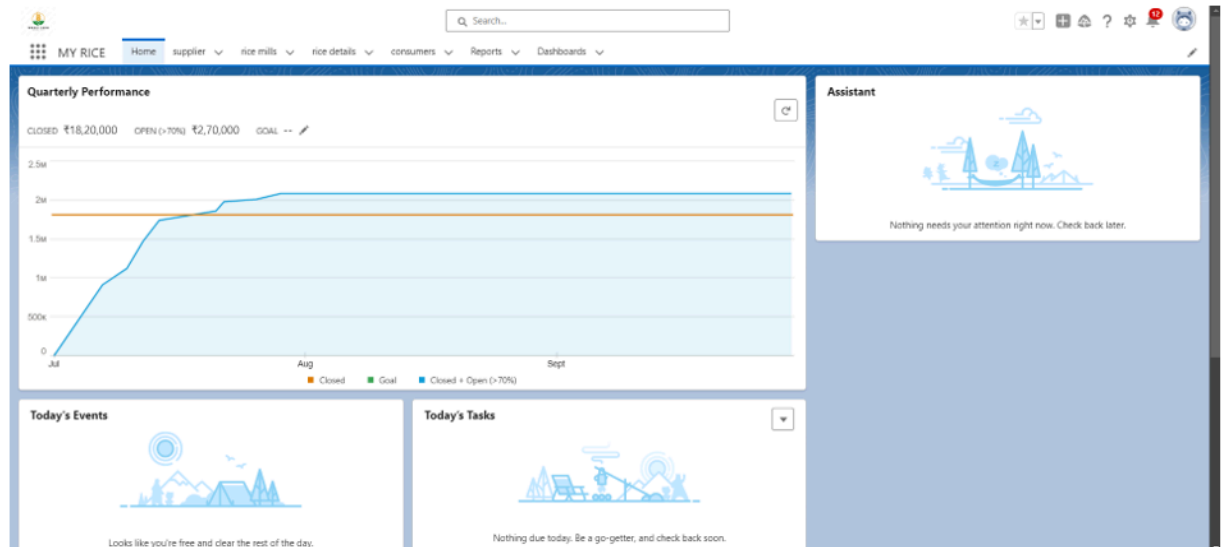 Search...
12
MY RICE Home supplier rice mills rice details consumers Reports Dashboards
Quarterly Performance
CLOSED ₹18,20,000 OPEN (>70%) ₹2,70,000 GOAL --
2.5M
2M
1.5M
1M
500K
0
Jul Aug Sept
Closed Goal Closed + Open (>70%)
Assistant
Nothing needs your attention right now. Check back later.
Today's Events
Looks like you're free and clear the rest of the day.
Today's Tasks
Nothing due today. Be a go-getter, and check back soon.